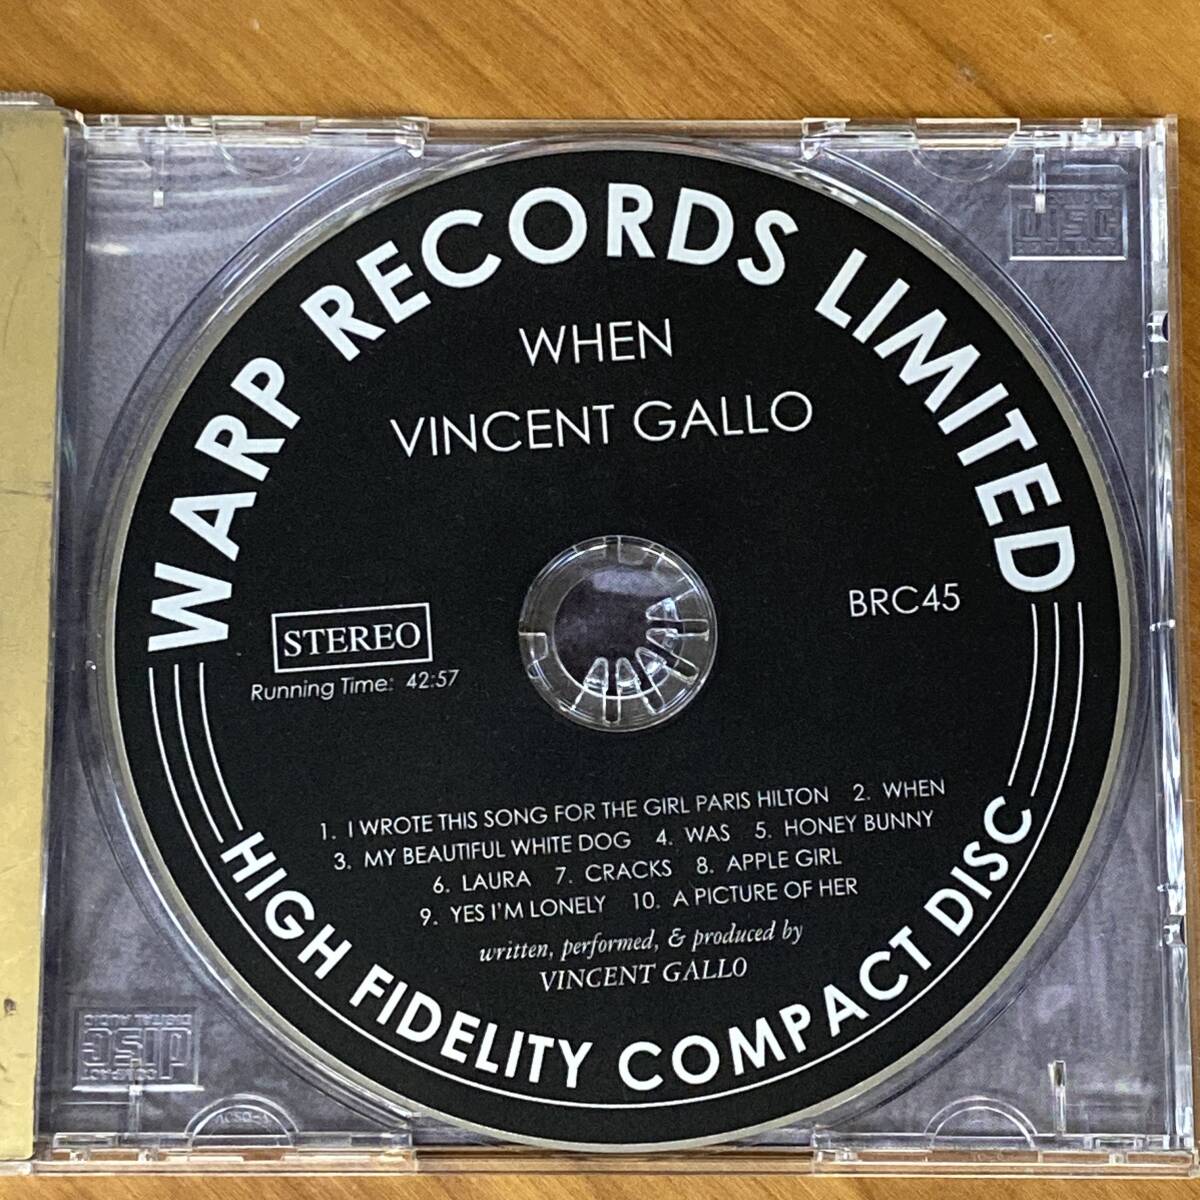 WARP RECORDS LIMITED
WHEN
VINCENT GALLO
BRC45
STEREO
Running Time: 42:57
1. I WROTE THIS SONG FOR THE GIRL PARIS HILTON 2. WHEN
3. MY BEAUTIFUL WHITE DOG 4. WAS 5. HONEY BUNNY
6. LAURA 7. CRACKS 8. APPLE GIRL
9. YES I'M LONELY 10. A PICTURE OF HER
written, performed, & produced by
VINCENT GALLO
HIGH FIDELITY COMPACT DISC
disc
disc